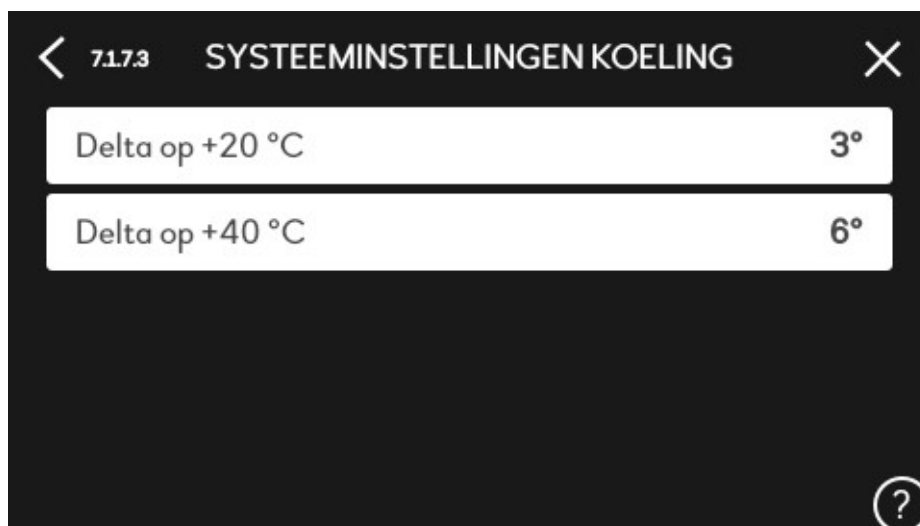 7.1.7.3 SYSTEEMINSTELLINGEN KOELING
Delta op +20 °C 3°
Delta op +40 °C 6°
?